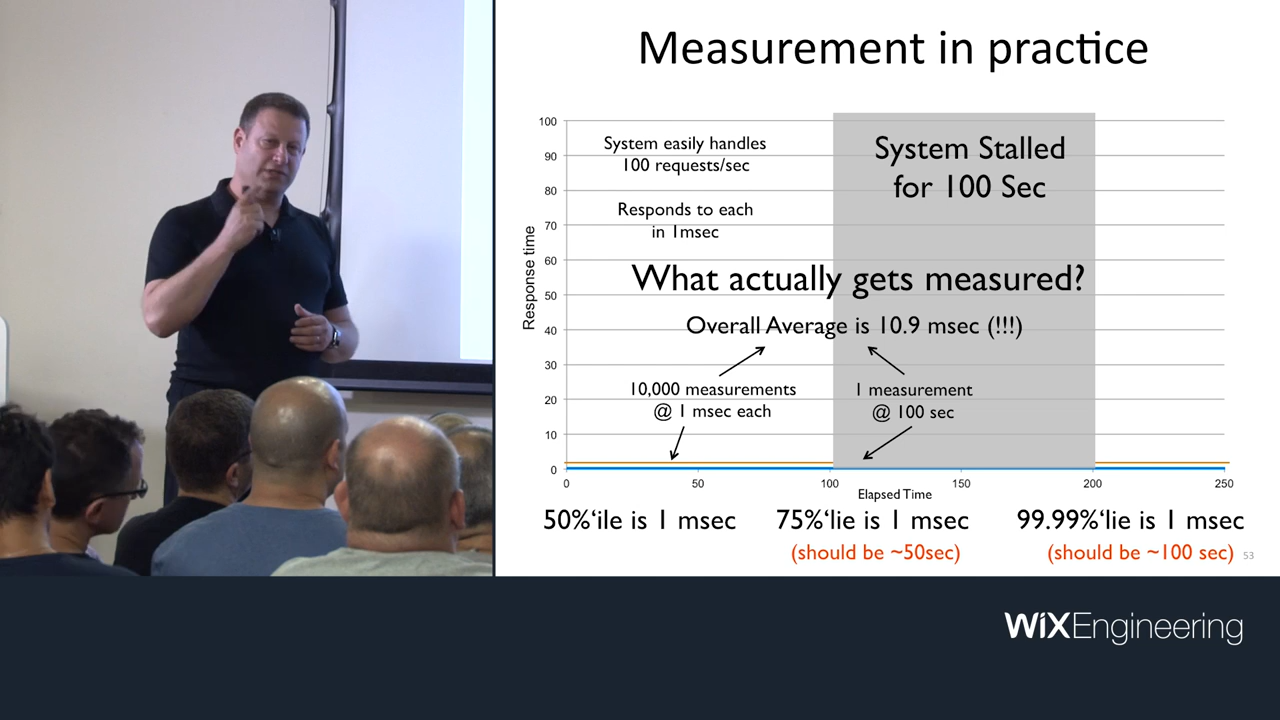 Measurement in practice
100
90
80
70
60
50
40
30
20
10
0
Response time
System easily handles
100 requests/sec
Responds to each
in 1msec
System Stalled
for 100 Sec
What actually gets measured?
Overall Average is 10.9 msec (!!!)
10,000 measurements
@ 1 msec each
1 measurement
@ 100 sec
0 50 100 150 200 250
Elapsed Time
50%‘ile is 1 msec
75%‘lie is 1 msec
(should be ~50sec)
99.99%‘lie is 1 msec
(should be ~100 sec)
53
WiXEngineering